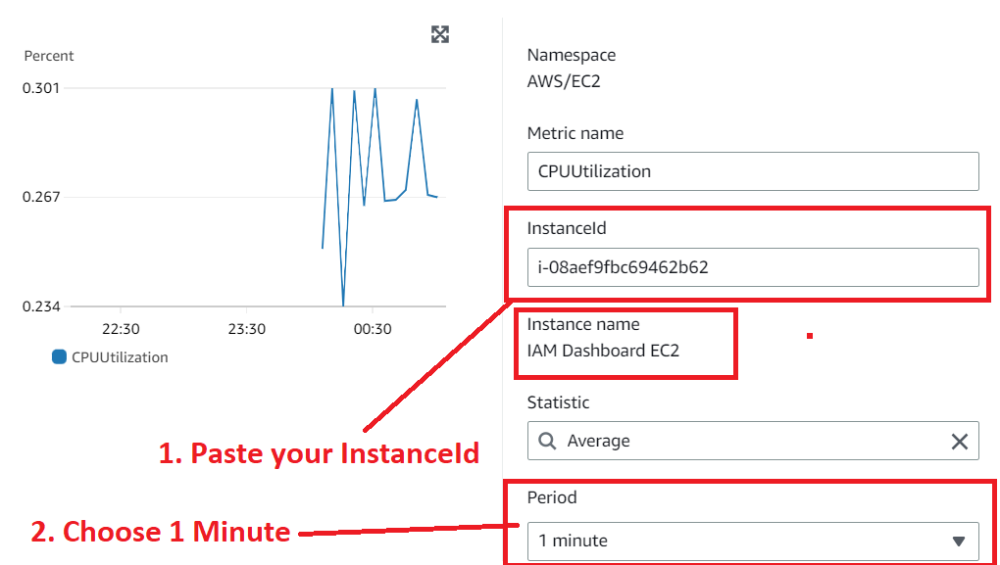 Percent
0.301
0.267
0.234
22:30 23:30 00:30
CPUUtilization
1. Paste your InstanceId
2. Choose 1 Minute
Namespace
AWS/EC2
Metric name
CPUUtilization
InstanceId
i-08aef9fbc69462b62
Instance name
IAM Dashboard EC2
Statistic
Average
Period
1 minute